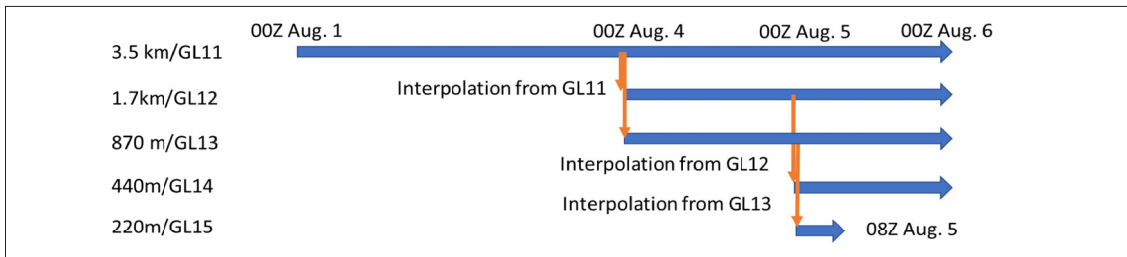 00Z Aug. 1 00Z Aug. 4 00Z Aug. 5 00Z Aug. 6
3.5 km/GL11
Interpolation from GL11
1.7km/GL12
870 m/GL13
Interpolation from GL12
440m/GL14
Interpolation from GL13
220m/GL15 08Z Aug. 5